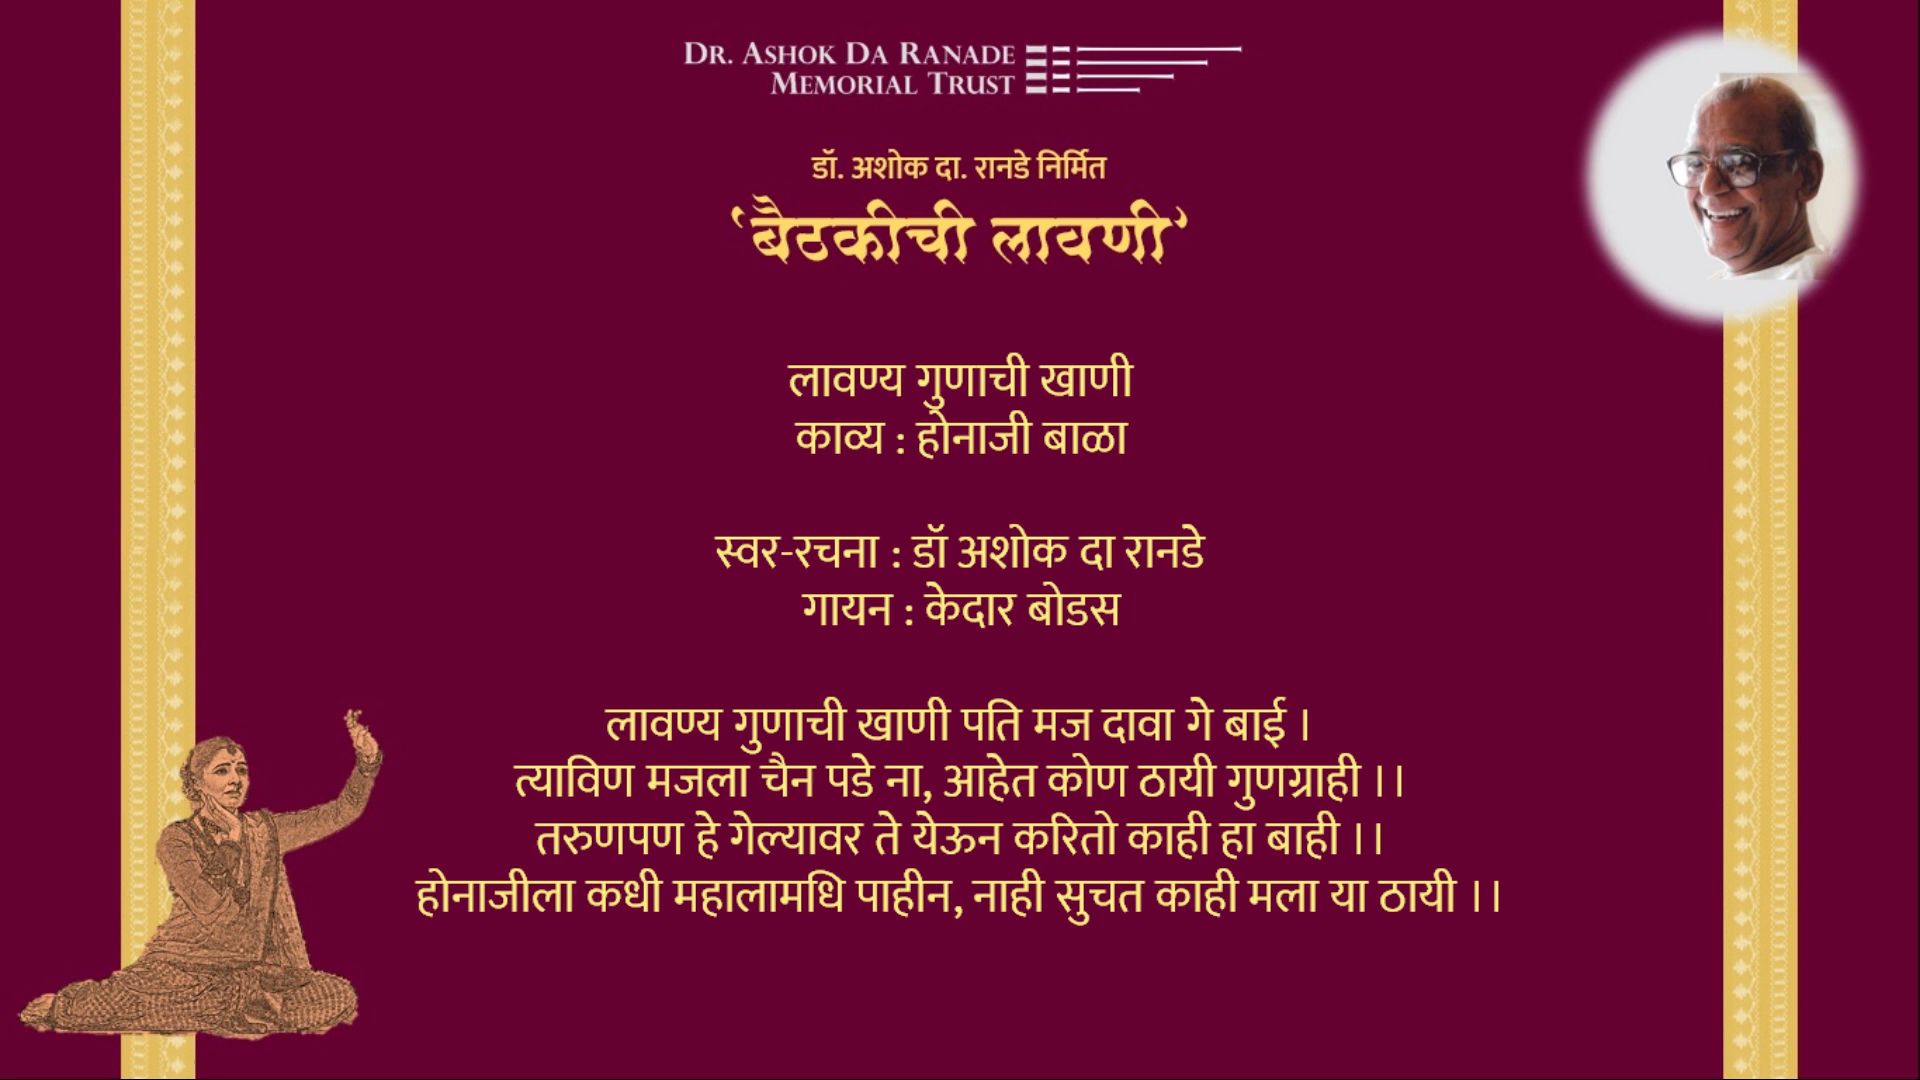 DR. ASHOK DA RANADE
MEMORIAL TRUST
डॉ. अशोक दा. रानडे निर्मित
‘बैठकीची लावणी’
लावण्य गुणाची खाणी
काव्य : होनाजी बाळा
स्वर-रचना : डॉ अशोक दा रानडे
गायन : केदार बोडस
लावण्य गुणाची खाणी पति मज दावा गे बाई ।
त्याविण मजला चैन पडे ना, आहेत कोण ठायी गुणग्राही ।।
तरुणपण हे गेल्यावर ते येऊन करितो काही हा बाही ।।
होनाजीला कधी महालामधि पाहीन, नाही सुचत काही मला या ठायी ।।